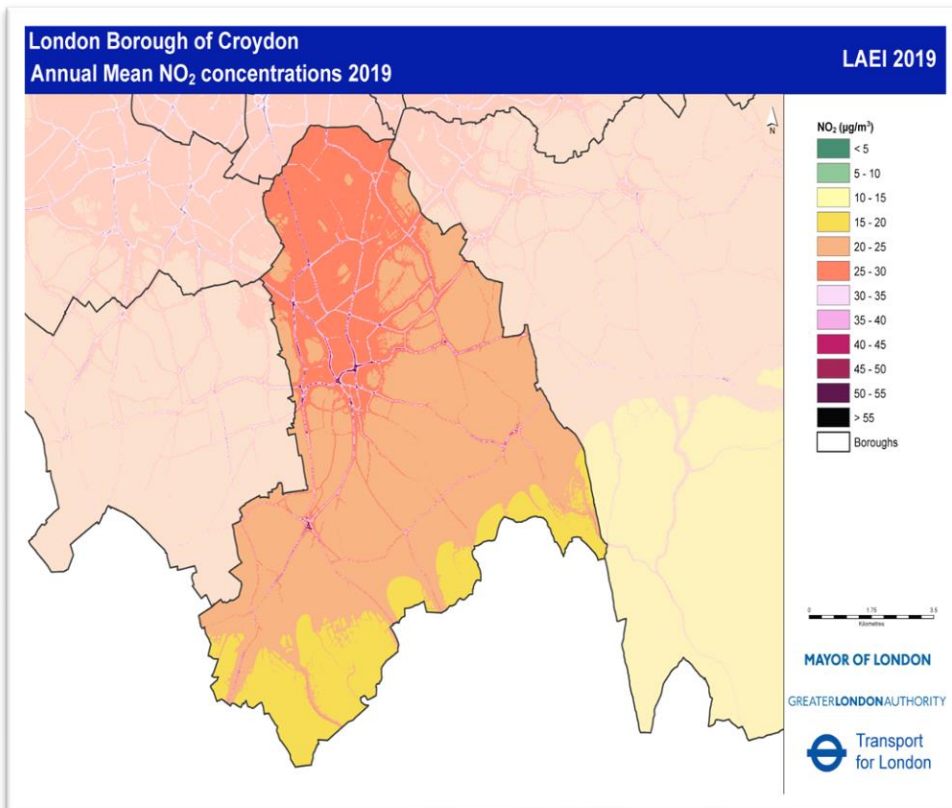 London Borough of Croydon
Annual Mean NO₂ concentrations 2019
LAEI 2019
N
NO₂ (µg/m³)
< 5
5 - 10
10 - 15
15 - 20
20 - 25
25 - 30
30 - 35
35 - 40
40 - 45
45 - 50
50 - 55
> 55
Boroughs
0 1.75 3.5
Kilometres
MAYOR OF LONDON
GREATERLONDONAUTHORITY
Transport
for London